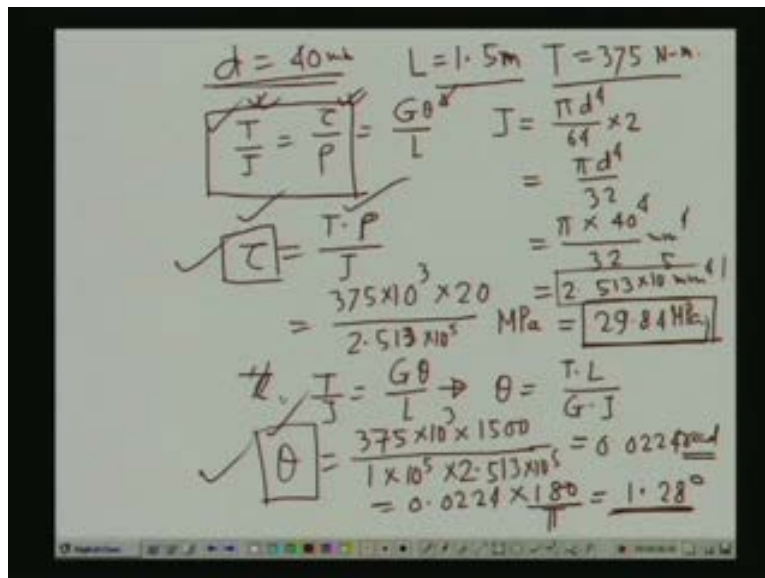 d = 40mm L = 1.5m T = 375 N-m.
T/J = τ/ρ = Gθ/L J = πd⁴/64 × 2
= πd⁴/32
τ = T·ρ/J = π × 40⁴/32 mm⁴
= 375×10³ × 20/2.513×10⁵ MPa = 29.84 MPa = 2.513×10⁵ mm⁴
T/J = Gθ/L → θ = T.L/G.J
θ = 375×10³ × 1500/1×10⁵ × 2.513×10⁵ = 0.0224 rad
= 0.0224 × 180/π = 1.28°